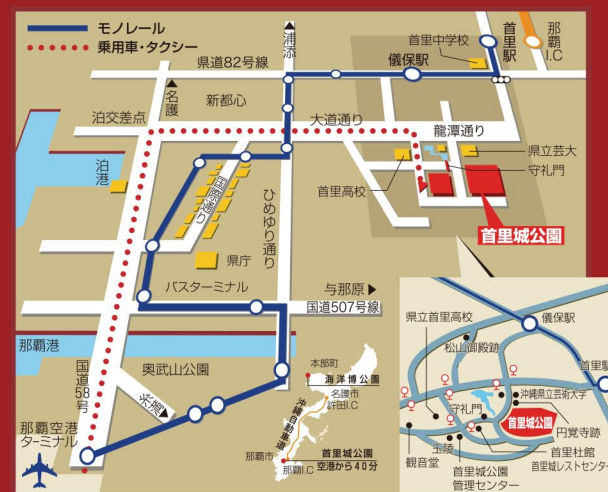 モノレール
乗用車・タクシー
▲浦添
首里中学校
首里駅
那覇I.C
県道82号線
儀保駅
▲名護
新都心
泊交差点
大道通り
龍潭通り
県立芸大
守礼門
首里高校
泊港
国際通り
ひめゆり通り
首里城公園
県庁
バスターミナル
与那原▶
国道507号線
那覇港
国道58号
奥武山公園
糸満▶
那覇空港
ターミナル
本部町
海洋博公園
名護市
許田I.C
沖縄自動車道
那覇市
那覇I.C
首里城公園
空港から40分
県立首里高校
儀保駅
松山御殿跡
首里駅
沖縄県立芸術大学
守礼門
首里城公園
円覚寺跡
玉陵
観音堂
首里杜館
首里城レストセンター
首里城公園
管理センター